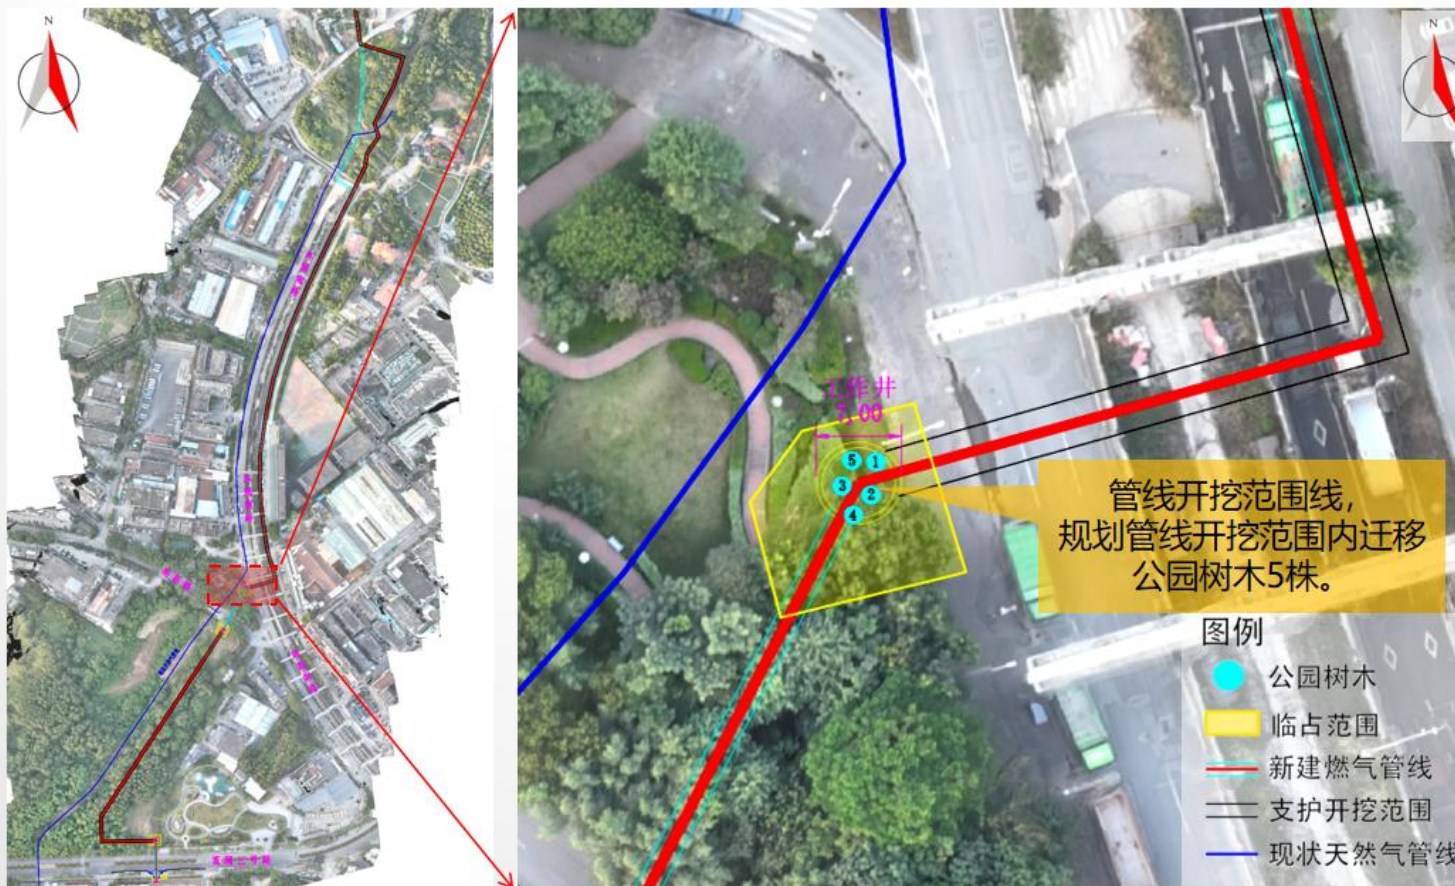 N
N
工作井
7.00
5
1
3
2
4
管线开挖范围线，
规划管线开挖范围内迁移
公园树木5株。
图例
公园树木
临占范围
新建燃气管线
支护开挖范围
现状天然气管线